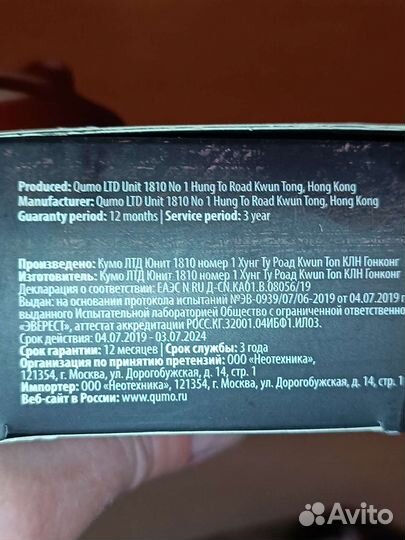 Produced: Qumo LTD Unit 1810 No 1 Hung To Road Kwun Tong, Hong Kong
Manufacturer: Qumo LTD Unit 1810 No 1 Hung To Road Kwun Tong, Hong Kong
Guaranty period: 12 months | Service period: 3 year
Произведено: Кумо ЛТД Юнит 1810 номер 1 Хунг Ту Роад Kwun Топ КЛН Гонконг
Изготовитель: Кумо ЛТД Юнит 1810 номер 1 Хунг Ту Роад Kwun Топ КЛН Гонконг
Декларация о соответствии: ЕАЭС N RU Д-CN.КА01.В.08056/19
Выдан: на основании протокола испытаний №ЭВ-0939/07/06-2019 от 04.07.2019 г
выданного Испытательной лабораторией Общество с ограниченной ответственн
«ЭВЕРЕСТ», аттестат аккредитации РОСС.КГ.32001.04ИБФ1.ИЛ03.
Срок действия: 04.07.2019 - 03.07.2024
Срок гарантии: 12 месяцев | Срок службы: 3 года
Организация по принятию претензий: ООО «Неотехника»,
121354, г. Москва, ул. Дорогобужская, д. 14, стр. 1
Импортер: ООО «Неотехника», 121354, г. Москва, ул. Дорогобужская, д. 14, стр. 1
Веб-сайт в России: www.qumo.ru
Avito